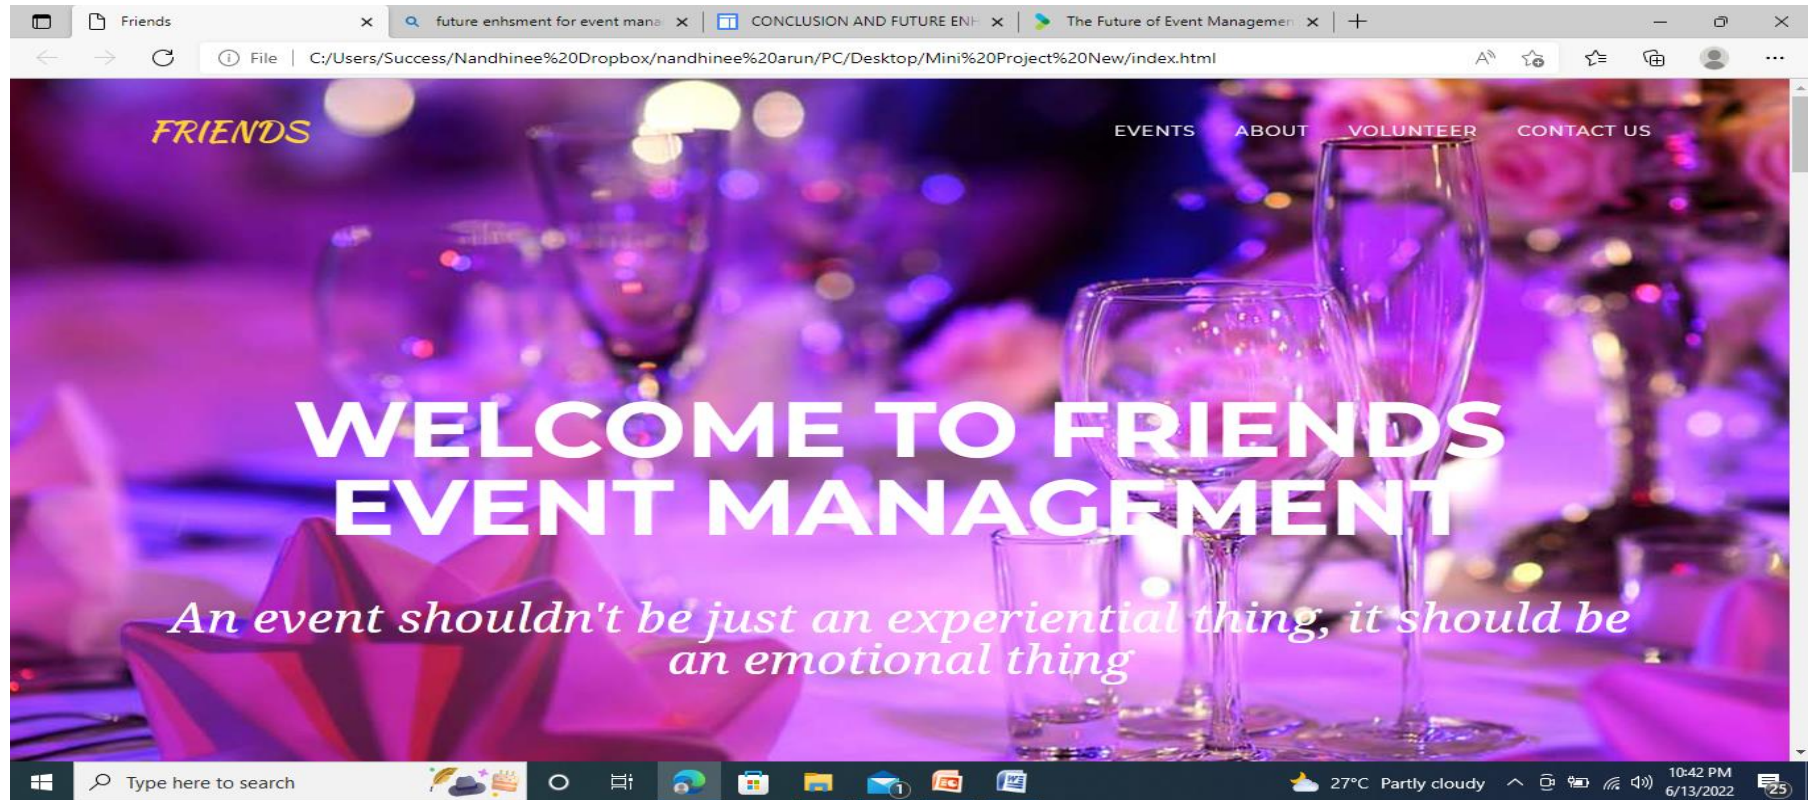 Friends
future enhsment for event mana
CONCLUSION AND FUTURE ENH
The Future of Event Managemen
File
C:/Users/Success/Nandhinee%20Dropbox/nandhinee%20arun/PC/Desktop/Mini%20Project%20New/index.html
FRIENDS
EVENTS ABOUT VOLUNTEER CONTACT US
WELCOME TO FRIENDS
EVENT MANAGEMENT
An event shouldn't be just an experiential thing, it should be
an emotional thing
Type here to search
1
27°C Partly cloudy
10:42 PM
6/13/2022
25